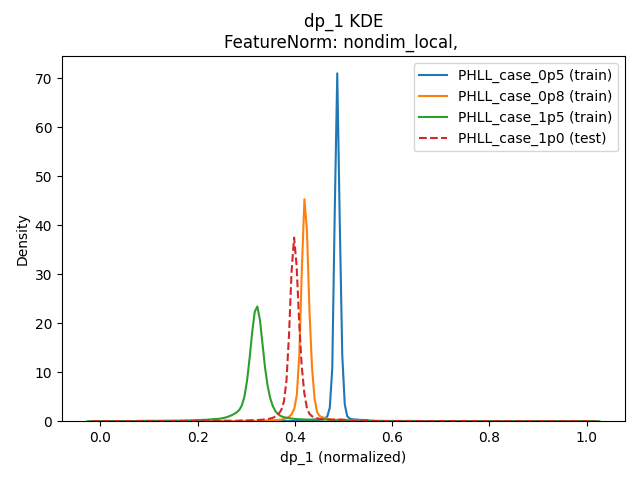 dp_1 KDE
FeatureNorm: nondim_local,
PHLL_case_0p5 (train)
PHLL_case_0p8 (train)
PHLL_case_1p5 (train)
PHLL_case_1p0 (test)
Density
70
60
50
40
30
20
10
0
0.0 0.2 0.4 0.6 0.8 1.0
dp_1 (normalized)